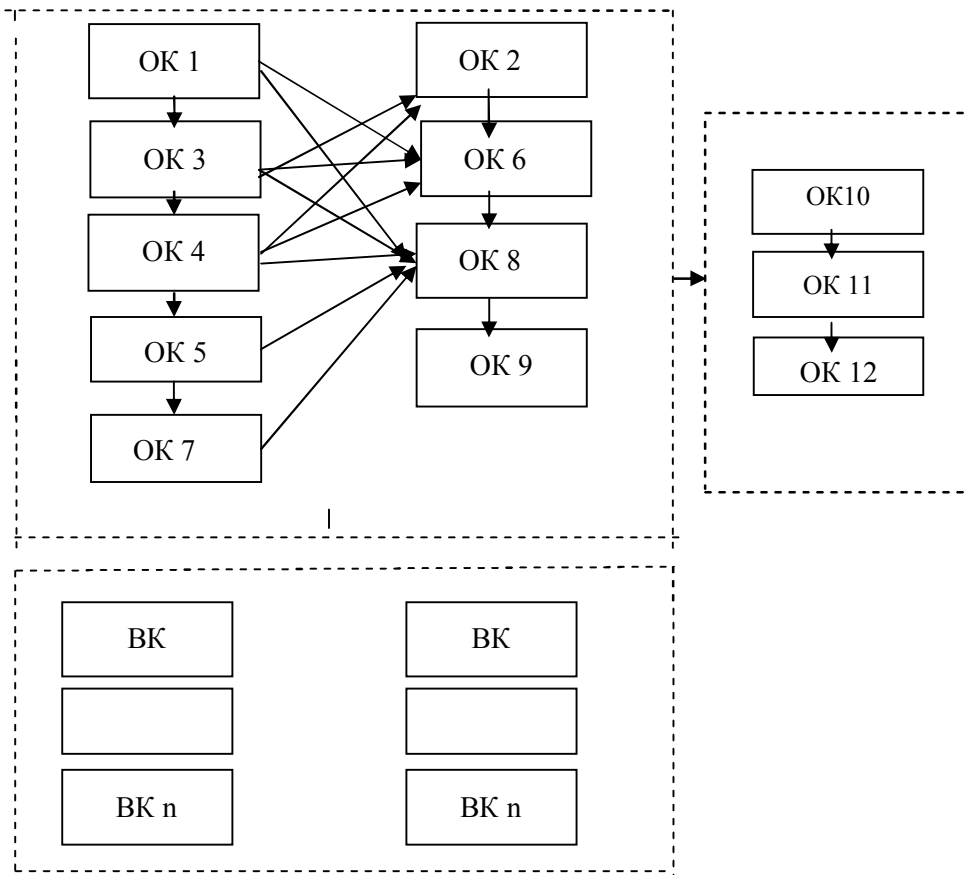 ОК 1
ОК 3
ОК 4
ОК 5
ОК 7
ОК 2
ОК 6
ОК 8
ОК 9
ОК10
ОК 11
ОК 12
ВК
ВК n
ВК
ВК n